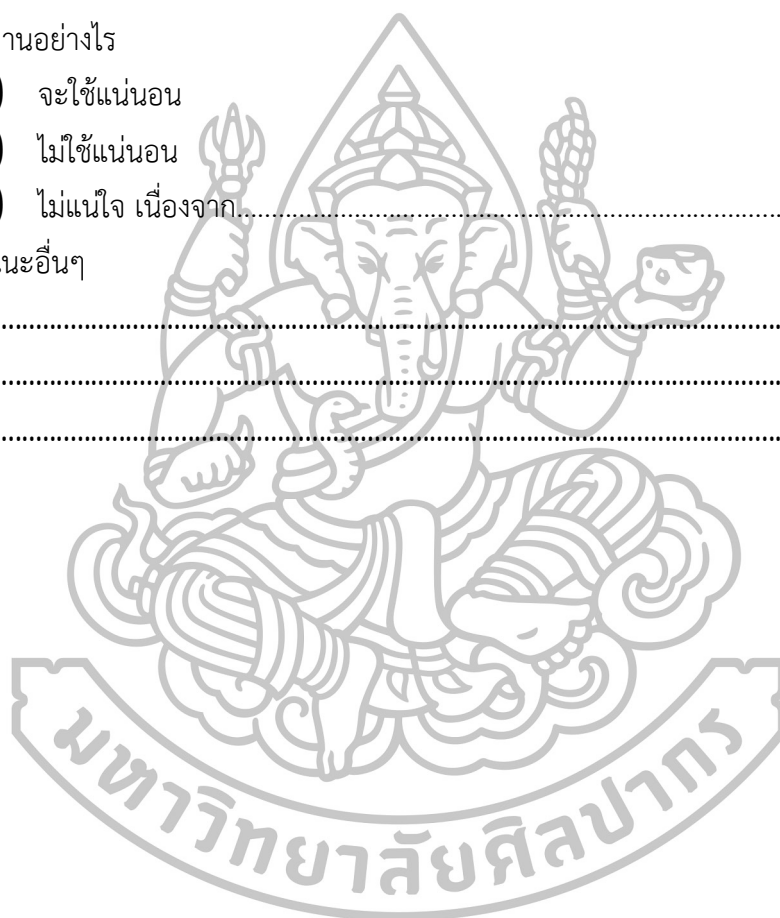 านอย่างไร
) จะใช้แน่นอน
) ไม่ใช้แน่นอน
) ไม่แน่ใจ เนื่องจาก...............................................................................
นะอื่นๆ
...............................................................................................................
...............................................................................................................
...............................................................................................................
มหาวิทยาลัยศิลปากร